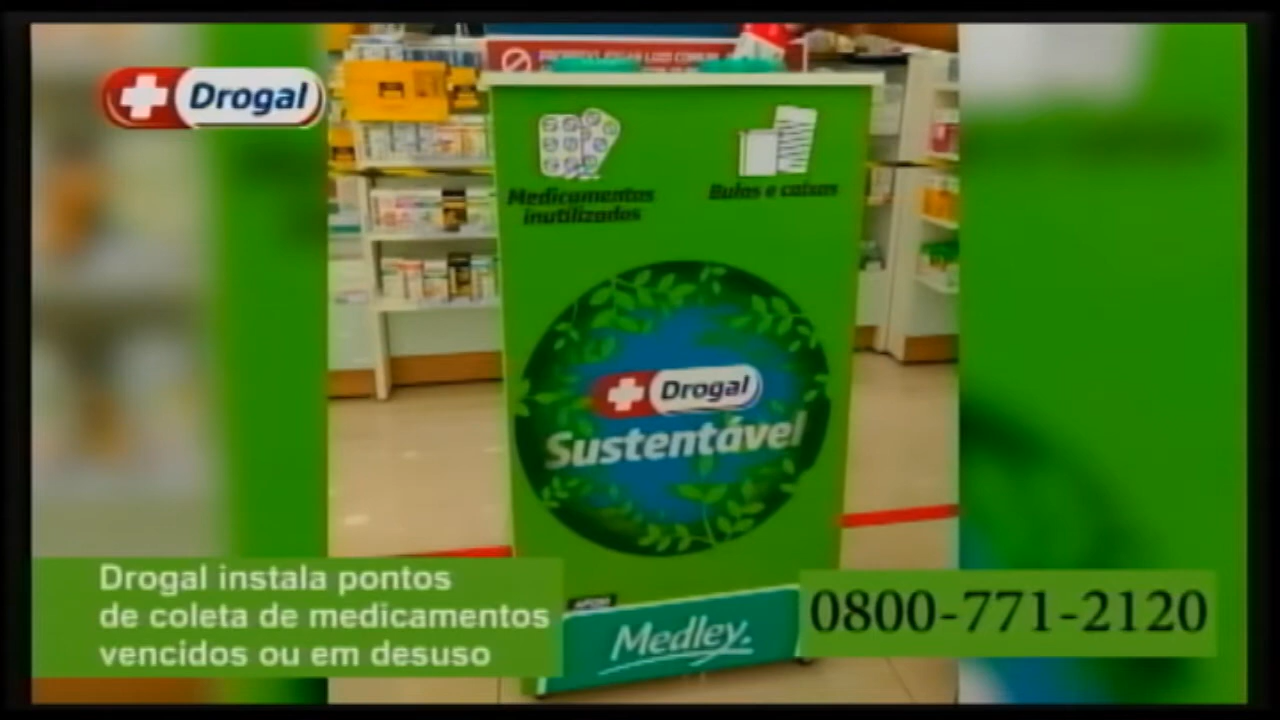 Drogal
Medicamentos
inutilizados
Bulas e caixas
Drogal
Sustentável
Drogal instala pontos
de coleta de medicamentos
vencidos ou em desuso
APOIO
Medley.
0800-771-2120